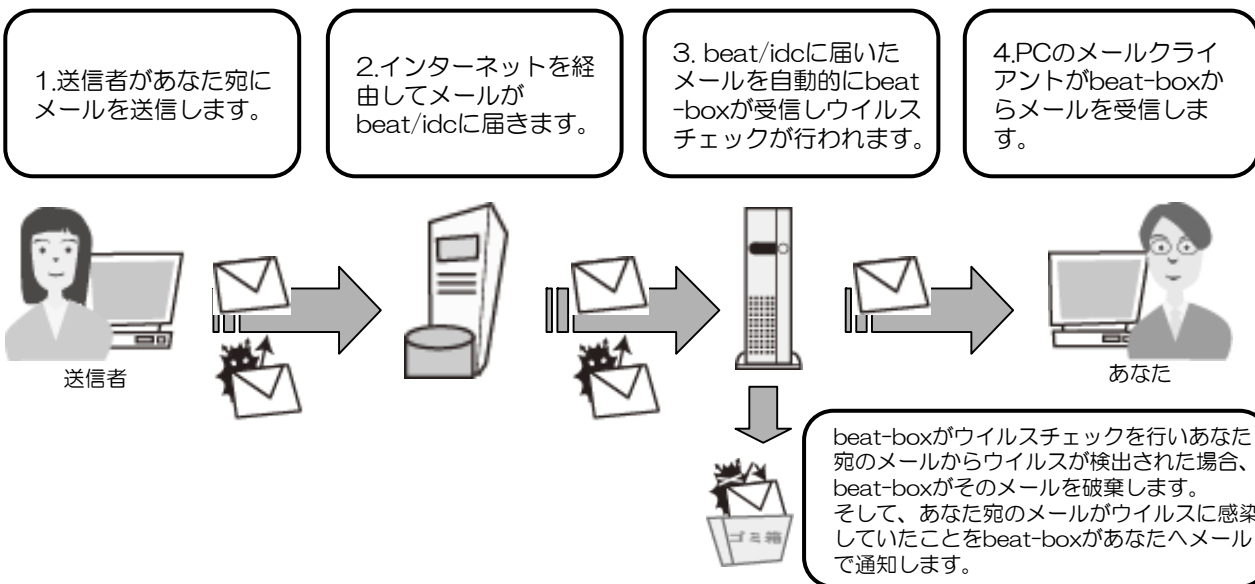 1.送信者があなた宛に
メールを送信します。
2.インターネットを経
由してメールが
beat/idcに届きます。
3. beat/idcに届いた
メールを自動的にbeat
-boxが受信しウイルス
チェックが行われます。
4.PCのメールクライ
アントがbeat-boxか
らメールを受信しま
す。
送信者
あなた
ゴミ箱
beat-boxがウイルスチェックを行いあなた
宛のメールからウイルスが検出された場合、
beat-boxがそのメールを破棄します。
そして、あなた宛のメールがウイルスに感染
していたことをbeat-boxがあなたへメール
で通知します。